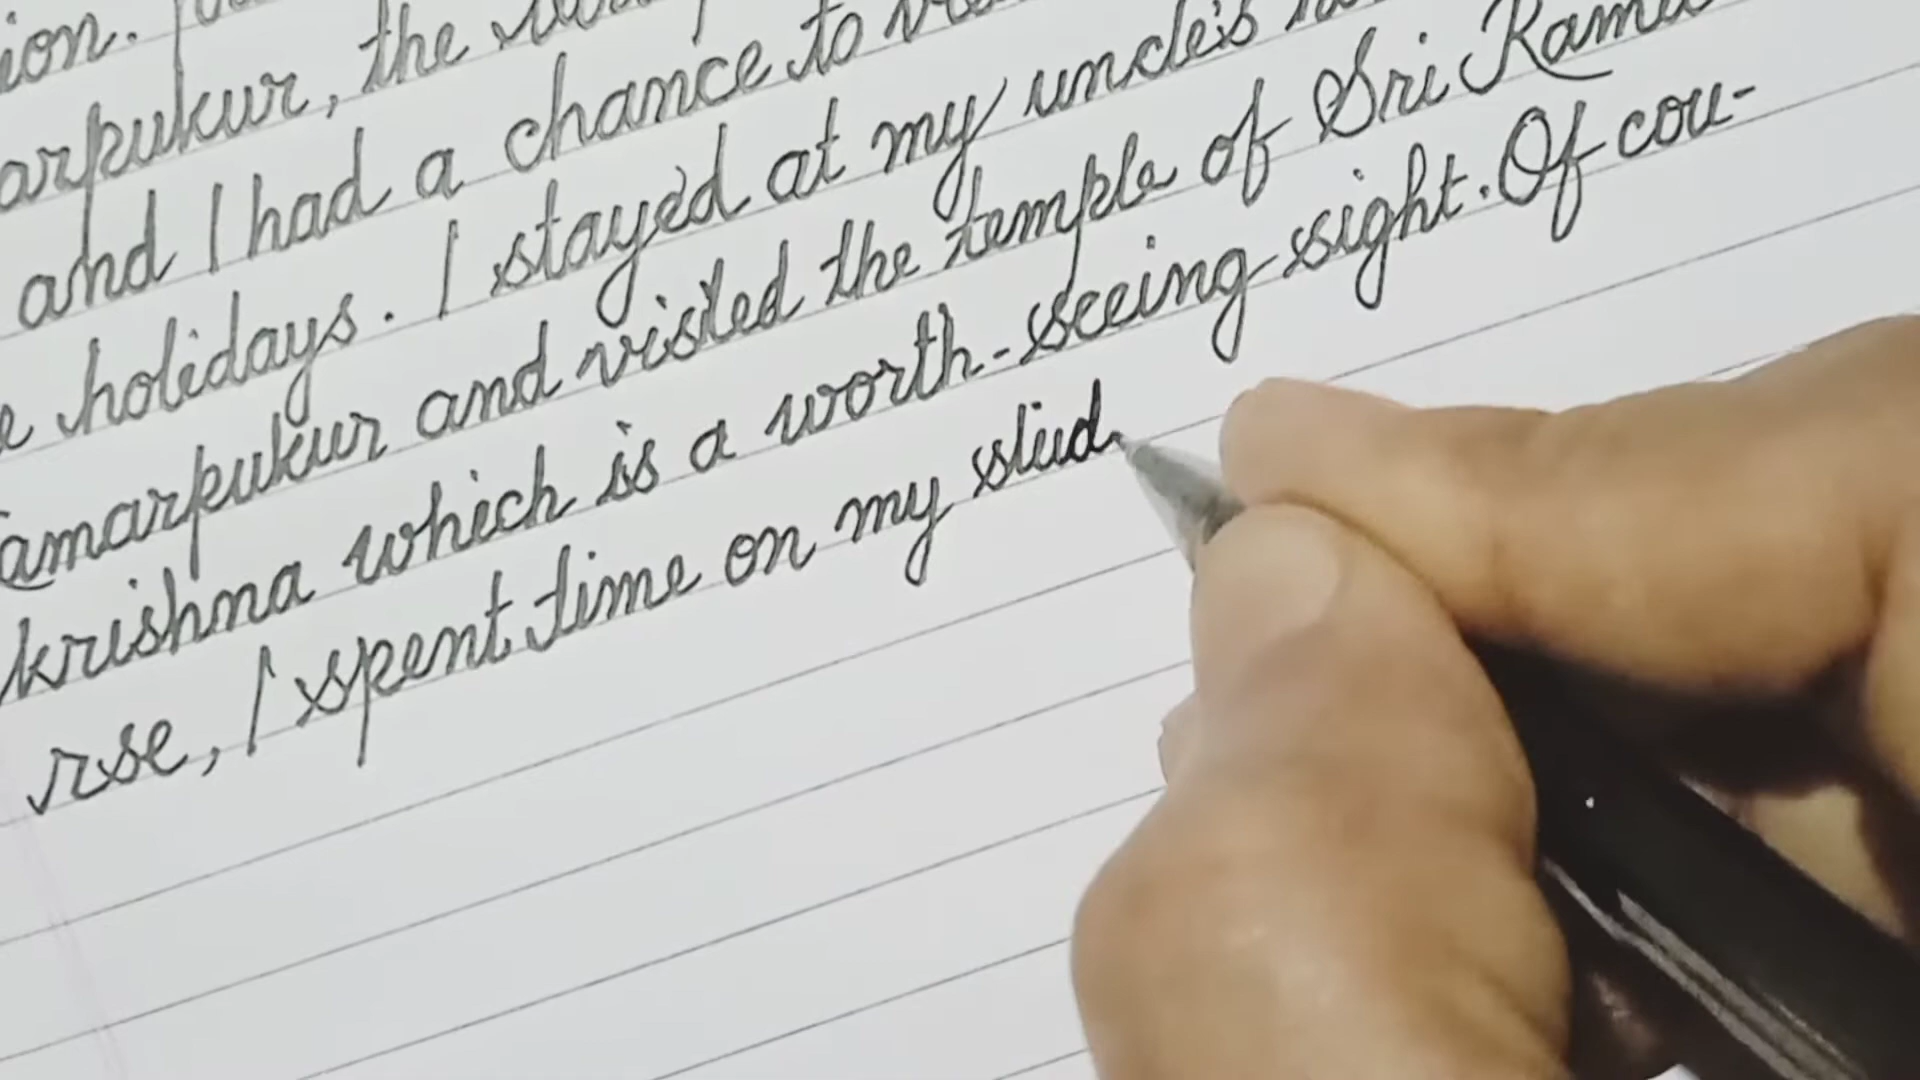 ion.
arpukur, the
and I had a chance to
holidays. I stayed at my uncle's
amarpukur and visited the temple of Sri Rama
krishna which is a worth-seeing sight. Of cou-
rse, I spent time on my stud